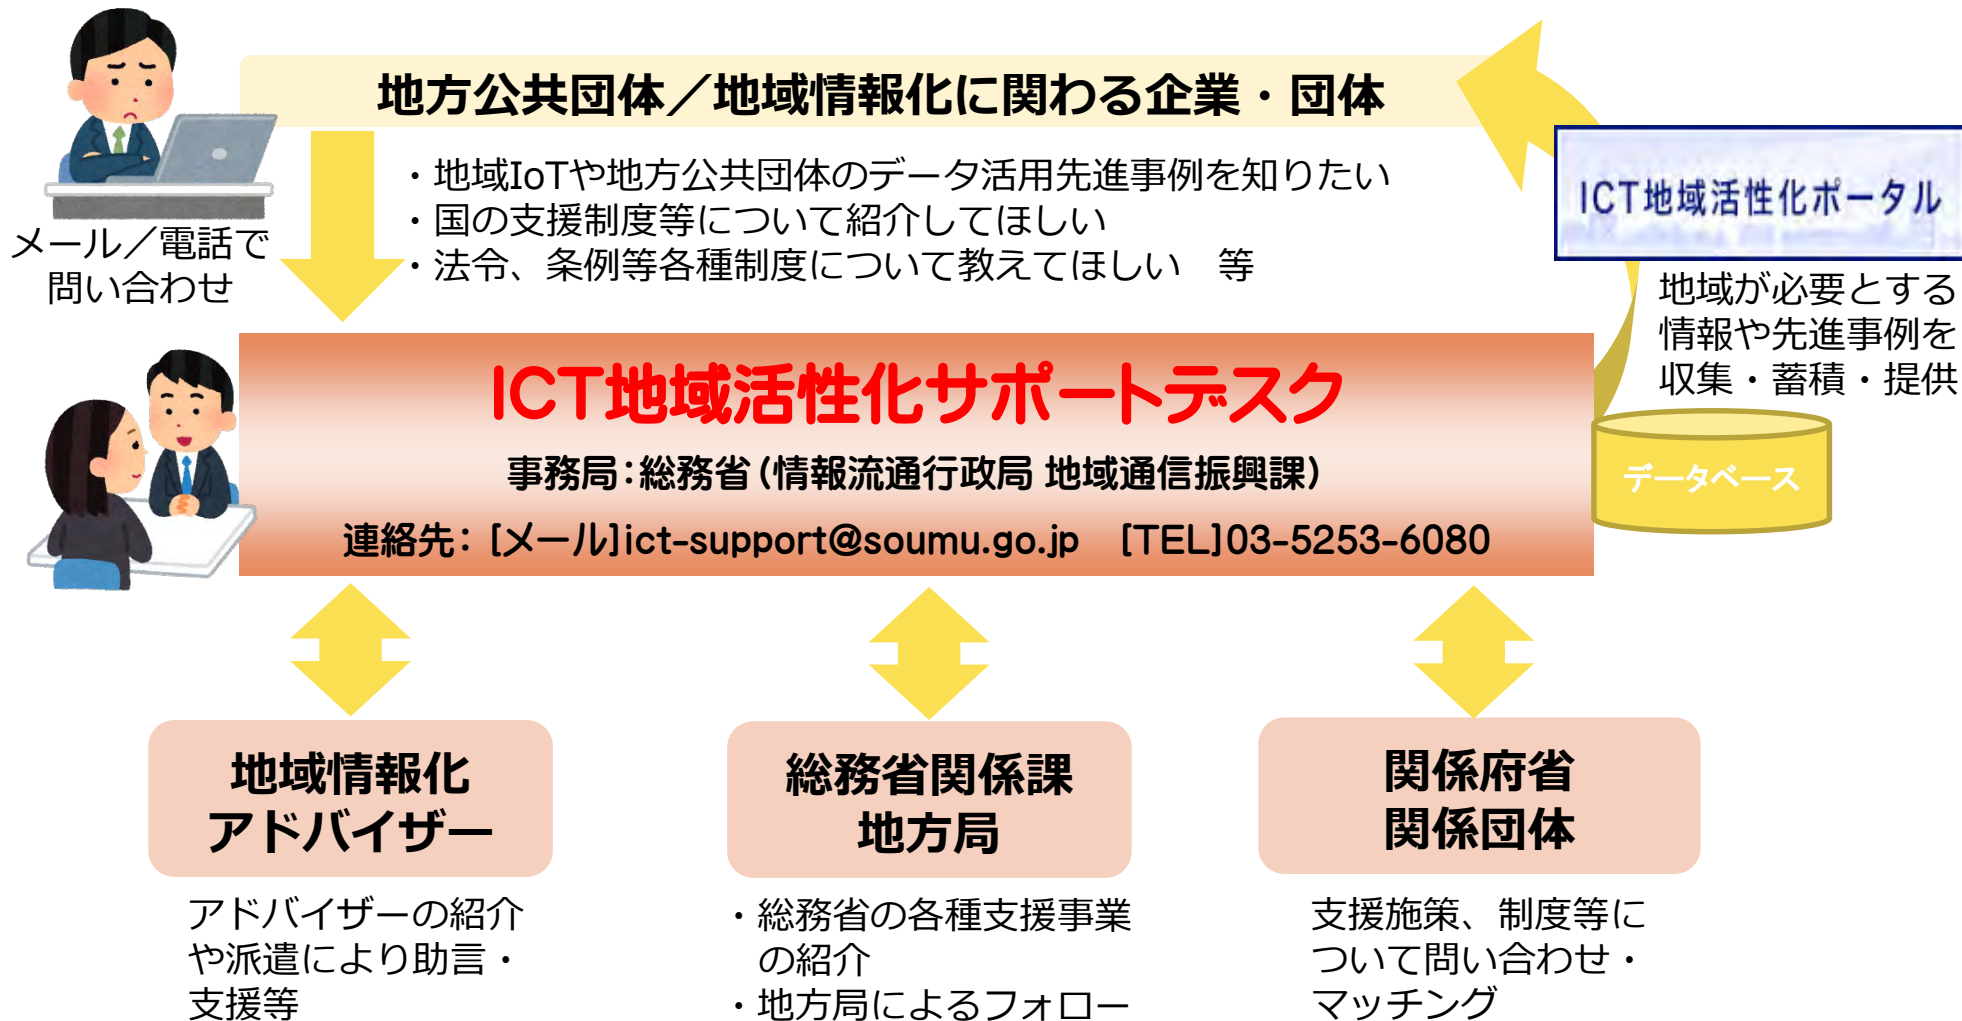 地方公共団体／地域情報化に関わる企業・団体
メール／電話で
問い合わせ
・地域IoTや地方公共団体のデータ活用先進事例を知りたい
・国の支援制度等について紹介してほしい
・法令、条例等各種制度について教えてほしい　等
ICT地域活性化ポータル
地域が必要とする
情報や先進事例を
収集・蓄積・提供
データベース
ICT地域活性化サポートデスク
事務局：総務省（情報流通行政局 地域通信振興課）
連絡先：［メール］ict-support@soumu.go.jp　［TEL］03-5253-6080
地域情報化
アドバイザー
アドバイザーの紹介
や派遣により助言・
支援等
総務省関係課
地方局
・総務省の各種支援事業
の紹介
・地方局によるフォロー
関係府省
関係団体
支援施策、制度等に
ついて問い合わせ・
マッチング